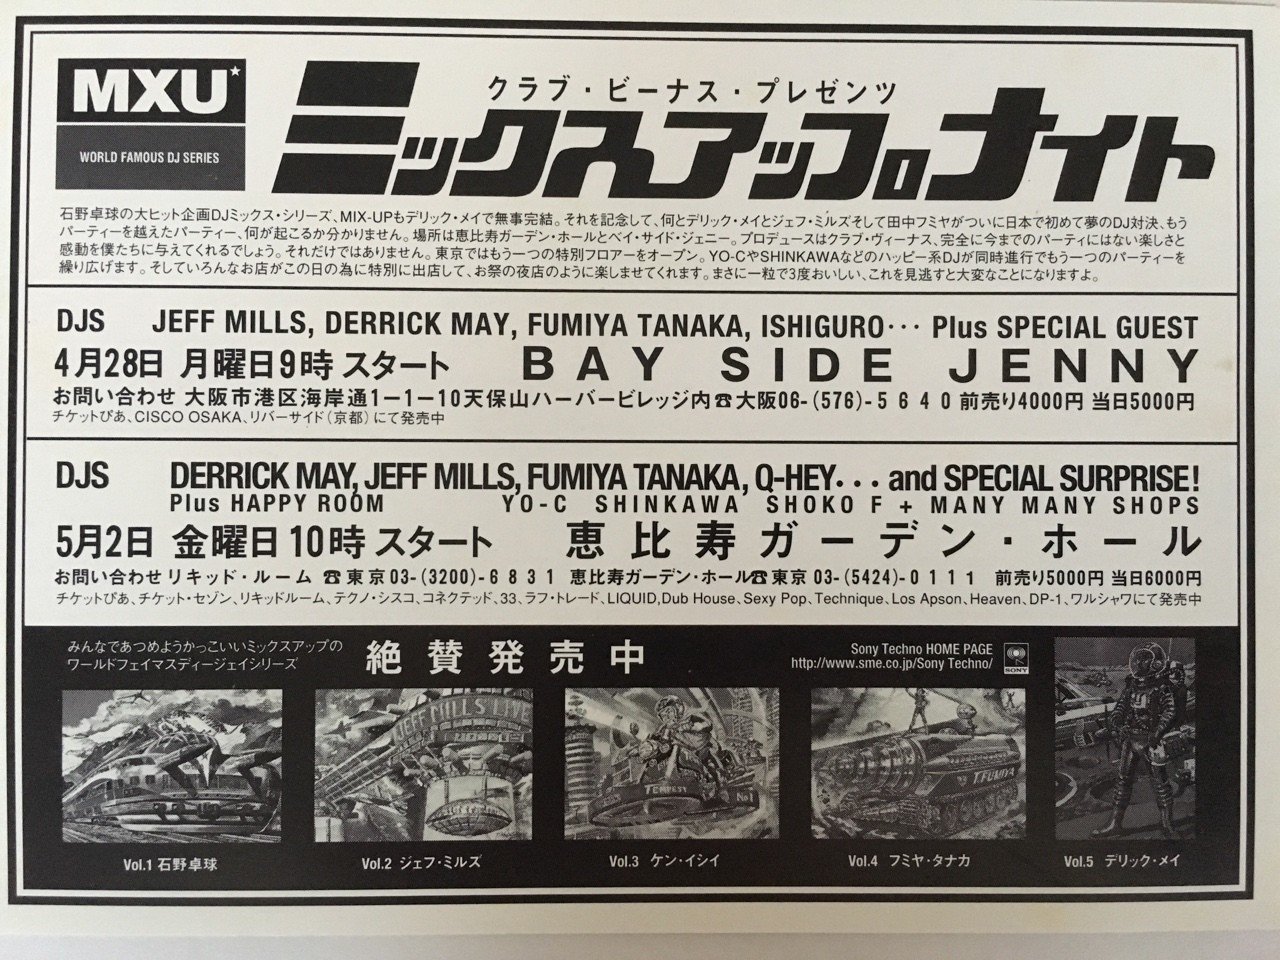 MXU★
WORLD FAMOUS DJ SERIES
クラブ・ビーナス・プレゼンツ
ミックスアップロナイト
石野卓球の大ヒット企画DJミックス・シリーズ、MIX-UPもデリック・メイで無事完結。それを記念して、何とデリック・メイとジェフ・ミルズそして田中フミヤがついに日本で初めて夢のDJ対決、もう
パーティーを越えたパーティー、何が起こるか分かりません。場所は恵比寿ガーデン・ホールとベイ・サイド・ジェニー。プロデュースはクラブ・ヴィーナス、完全に今までのパーティにはない楽しさと
感動を僕たちに与えてくれるでしょう。それだけではありません。東京ではもう一つの特別フロアーをオープン。YO-CやSHINKAWAなどのハッピー系DJが同時進行でもう一つのパーティーを
繰り広げます。そしていろんなお店がこの日の為に特別に出店して、お祭の夜店のように楽しませてくれます。まさに一粒で3度おいしい、これを見逃すと大変なことになりますよ。
DJS JEFF MILLS, DERRICK MAY, FUMIYA TANAKA, ISHIGURO… Plus SPECIAL GUEST
4月28日 月曜日9時 スタート BAY SIDE JENNY
お問い合わせ 大阪市港区海岸通1ー1ー10天保山ハーバービレッジ内☎大阪06-(576)-5640 前売り4000円 当日5000円
チケットぴあ、CISCO OSAKA、リバーサイド(京都)にて発売中
DJS DERRICK MAY, JEFF MILLS, FUMIYA TANAKA, Q-HEY… and SPECIAL SURPRISE!
Plus HAPPY ROOM YO-C SHINKAWA SHOKO F + MANY MANY SHOPS
5月2日 金曜日10時 スタート 恵比寿ガーデン・ホール
お問い合わせ リキッド・ルーム ☎東京03-(3200)-6831 恵比寿ガーデン・ホール☎東京 03-(5424)-0111 前売り5000円 当日6000円
チケットぴあ、チケット・セゾン、リキッドルーム、テクノ・シスコ、コネクテッド、33、ラフ・トレード、LIQUID,Dub House、Sexy Pop、Technique、Los Apson、Heaven、DP-1、ワルシャワにて発売中
みんなであつめようかっこいいミックスアップの
ワールドフェイマスディージェイシリーズ
絶賛発売中
Sony Techno HOME PAGE
http://www.sme.co.jp/Sony Techno/
SONY
JEFF MILLS LIVE
TEMPEST
No.1
T.FUMIYA
Vol.1 石野卓球
Vol.2 ジェフ・ミルズ
Vol.3 ケン・イシイ
Vol.4 フミヤ・タナカ
Vol.5 デリック・メイ